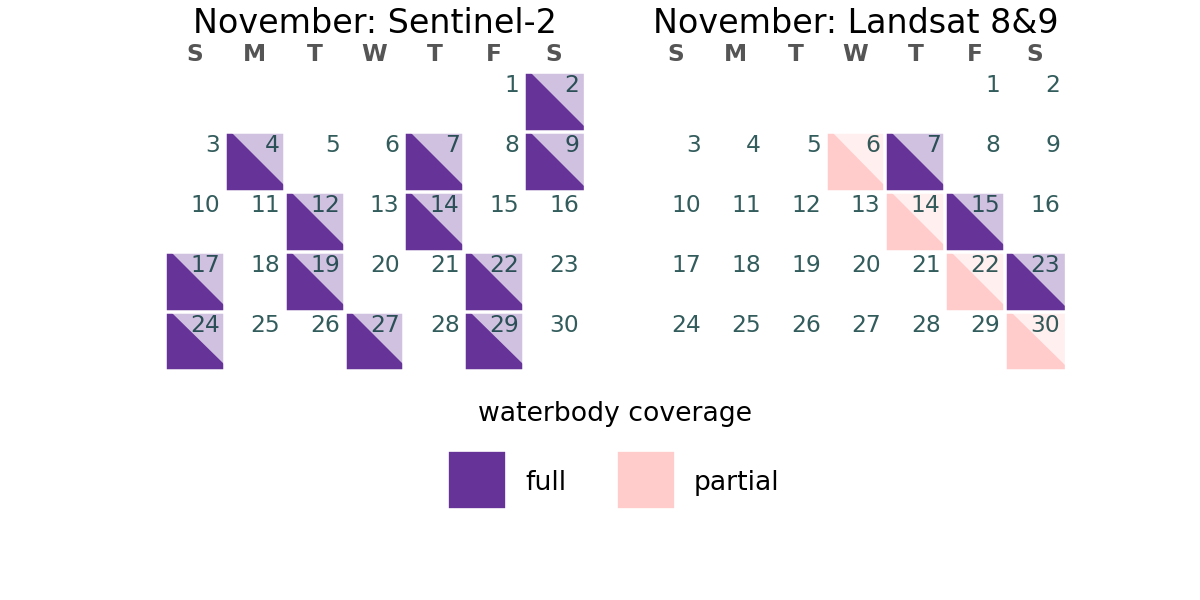 November: Sentinel-2
S M T W T F S
1 2
3 4 5 6 7 8 9
10 11 12 13 14 15 16
17 18 19 20 21 22 23
24 25 26 27 28 29 30
November: Landsat 8&9
S M T W T F S
1 2
3 4 5 6 7 8 9
10 11 12 13 14 15 16
17 18 19 20 21 22 23
24 25 26 27 28 29 30
waterbody coverage
full
partial